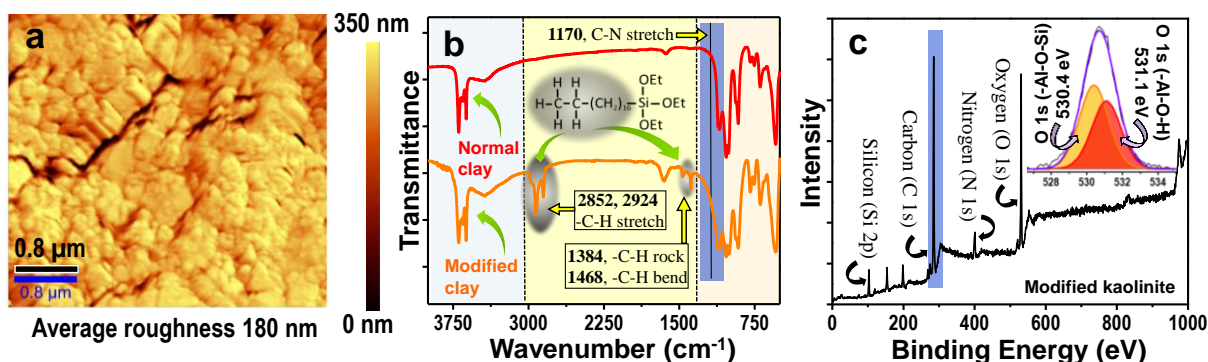 a
350 nm
0.8 µm
0.8 µm
0 nm
Average roughness 180 nm
b
1170, C-N stretch
H H OEt
H-C-C-(CH₂)₁₀-Si-OEt
H H OEt
Normal
clay
2852, 2924
-C-H stretch
1384, -C-H rock
1468, -C-H bend
Modified
clay
Transmittance
3750 3000 2250 1500 750
Wavenumber (cm⁻¹)
c
Intensity
Silicon (Si 2p)
Carbon (C 1s)
Nitrogen (N 1s)
Oxygen (O 1s)
O 1s (-Al-O-Si)
530.4 eV
O 1s (-Al-O-H)
531.1 eV
528 530 532 534
Modified kaolinite
0 200 400 600 800 1000
Binding Energy (eV)